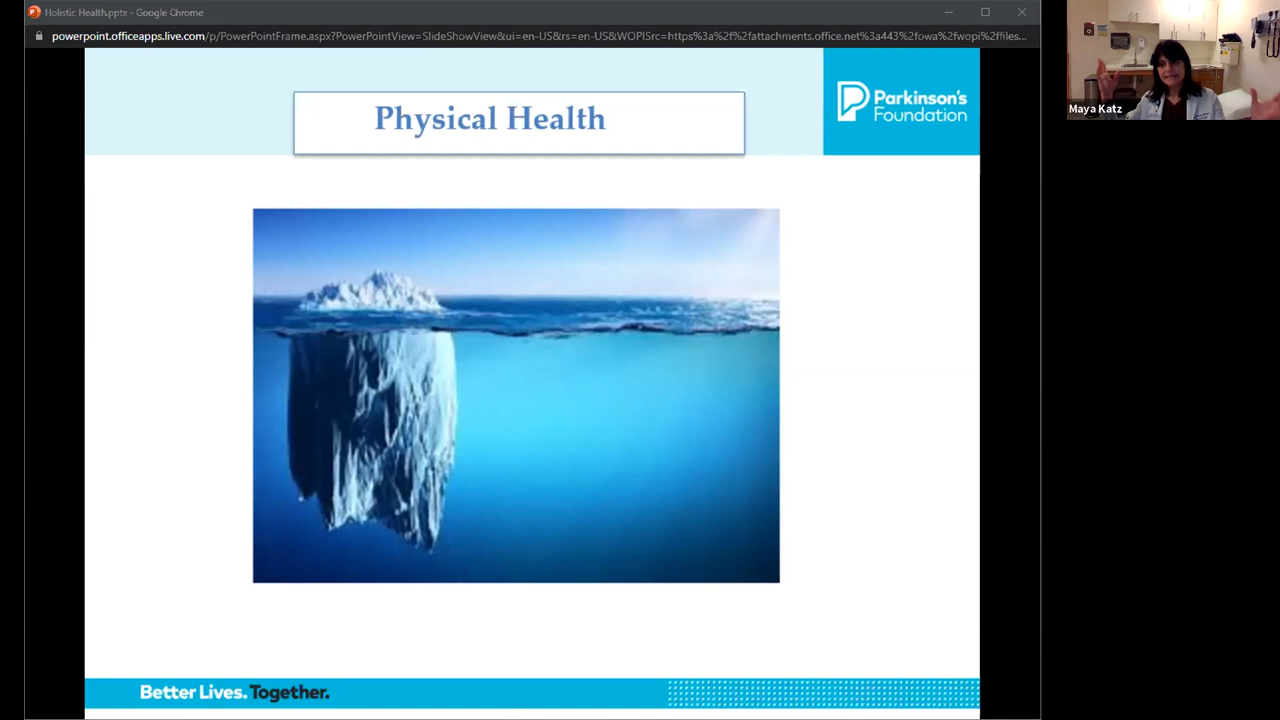 Holistic Health.pptx - Google Chrome
powerpoint.officeapps.live.com/p/PowerPointFrame.aspx?PowerPointView=SlideShowView&ui=en-US&rs=en-US&WOPISrc=https%3a%2f%2fattachments.office.net%3a443%2fowa%2fwopi%2ffiles...
Maya Katz
Physical Health
Parkinson's
Foundation
Better Lives. Together.